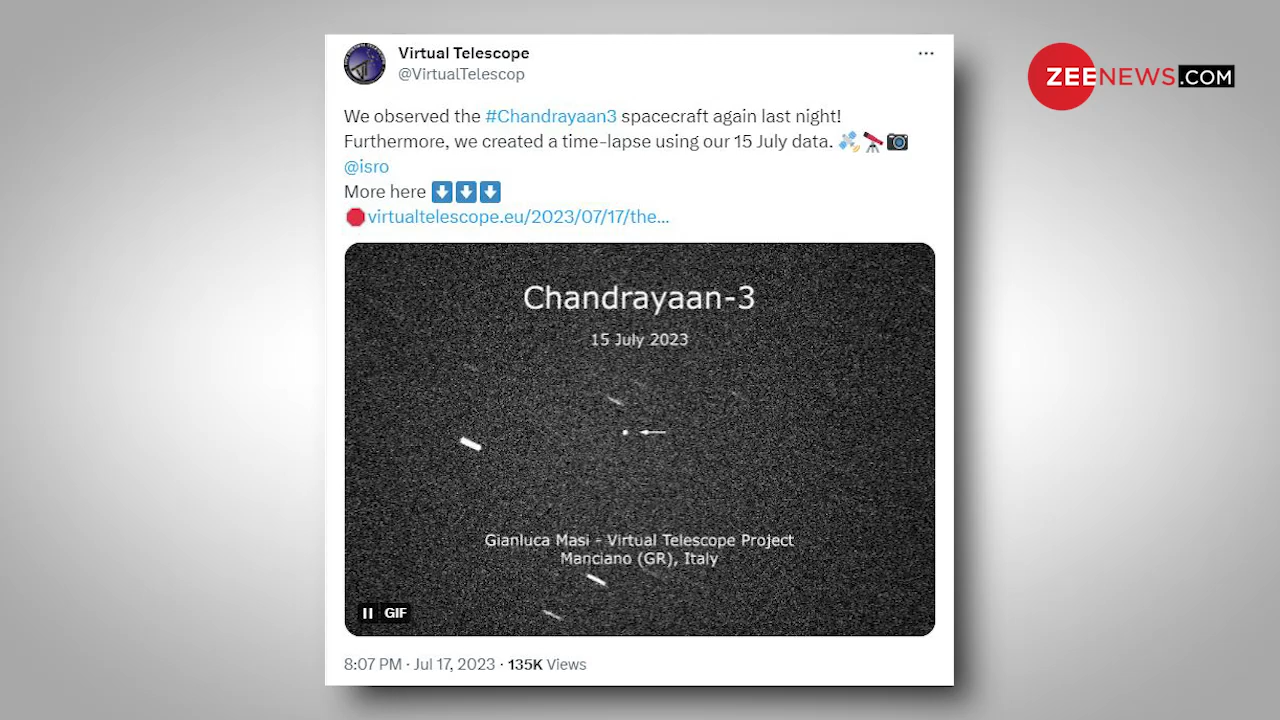 Virtual Telescope
@VirtualTelescop
ZEENEWS.COM
We observed the #Chandrayaan3 spacecraft again last night!
Furthermore, we created a time-lapse using our 15 July data.
@isro
More here
virtualtelescope.eu/2023/07/17/the...
Chandrayaan-3
15 July 2023
Gianluca Masi - Virtual Telescope Project
Manciano (GR), Italy
GIF
8:07 PM · Jul 17, 2023 · 135K Views